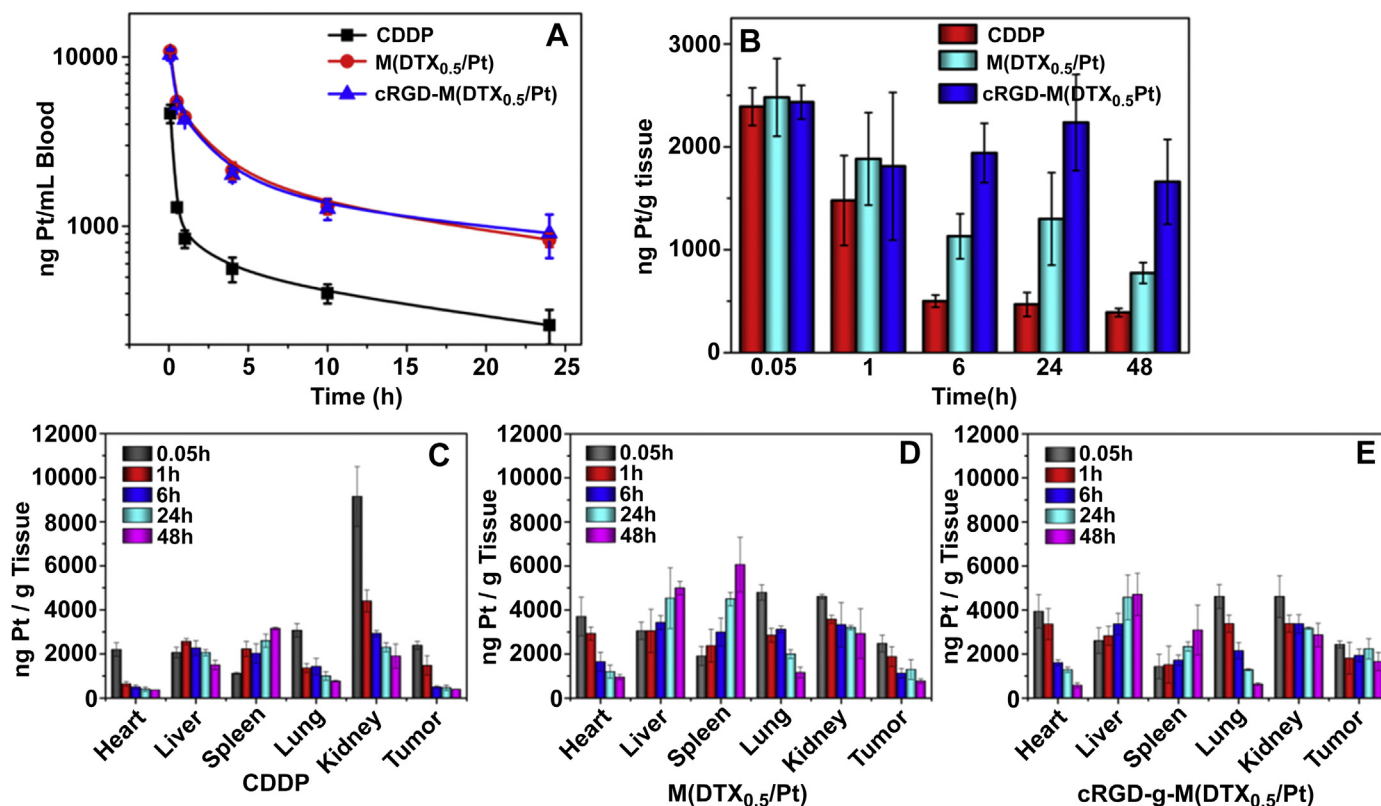 A
CDDP
M(DTX0.5/Pt)
cRGD-M(DTX0.5/Pt)
10000
1000
ng Pt/mL Blood
0 5 10 15 20 25
Time (h)
B
CDDP
M(DTX0.5/Pt)
cRGD-M(DTX0.5Pt)
3000
2000
1000
0
ng Pt/g tissue
0.05 1 6 24 48
Time(h)
C
0.05h
1h
6h
24h
48h
12000
10000
8000
6000
4000
2000
0
ng Pt / g Tissue
Heart Liver Spleen Lung Kidney Tumor
CDDP
D
0.05h
1h
6h
24h
48h
12000
10000
8000
6000
4000
2000
0
ng Pt / g Tissue
Heart Liver Spleen Lung Kidney Tumor
M(DTX0.5/Pt)
E
0.05h
1h
6h
24h
48h
12000
10000
8000
6000
4000
2000
0
ng Pt / g Tissue
Heart Liver Spleen Lung Kidney Tumor
cRGD-g-M(DTX0.5/Pt)